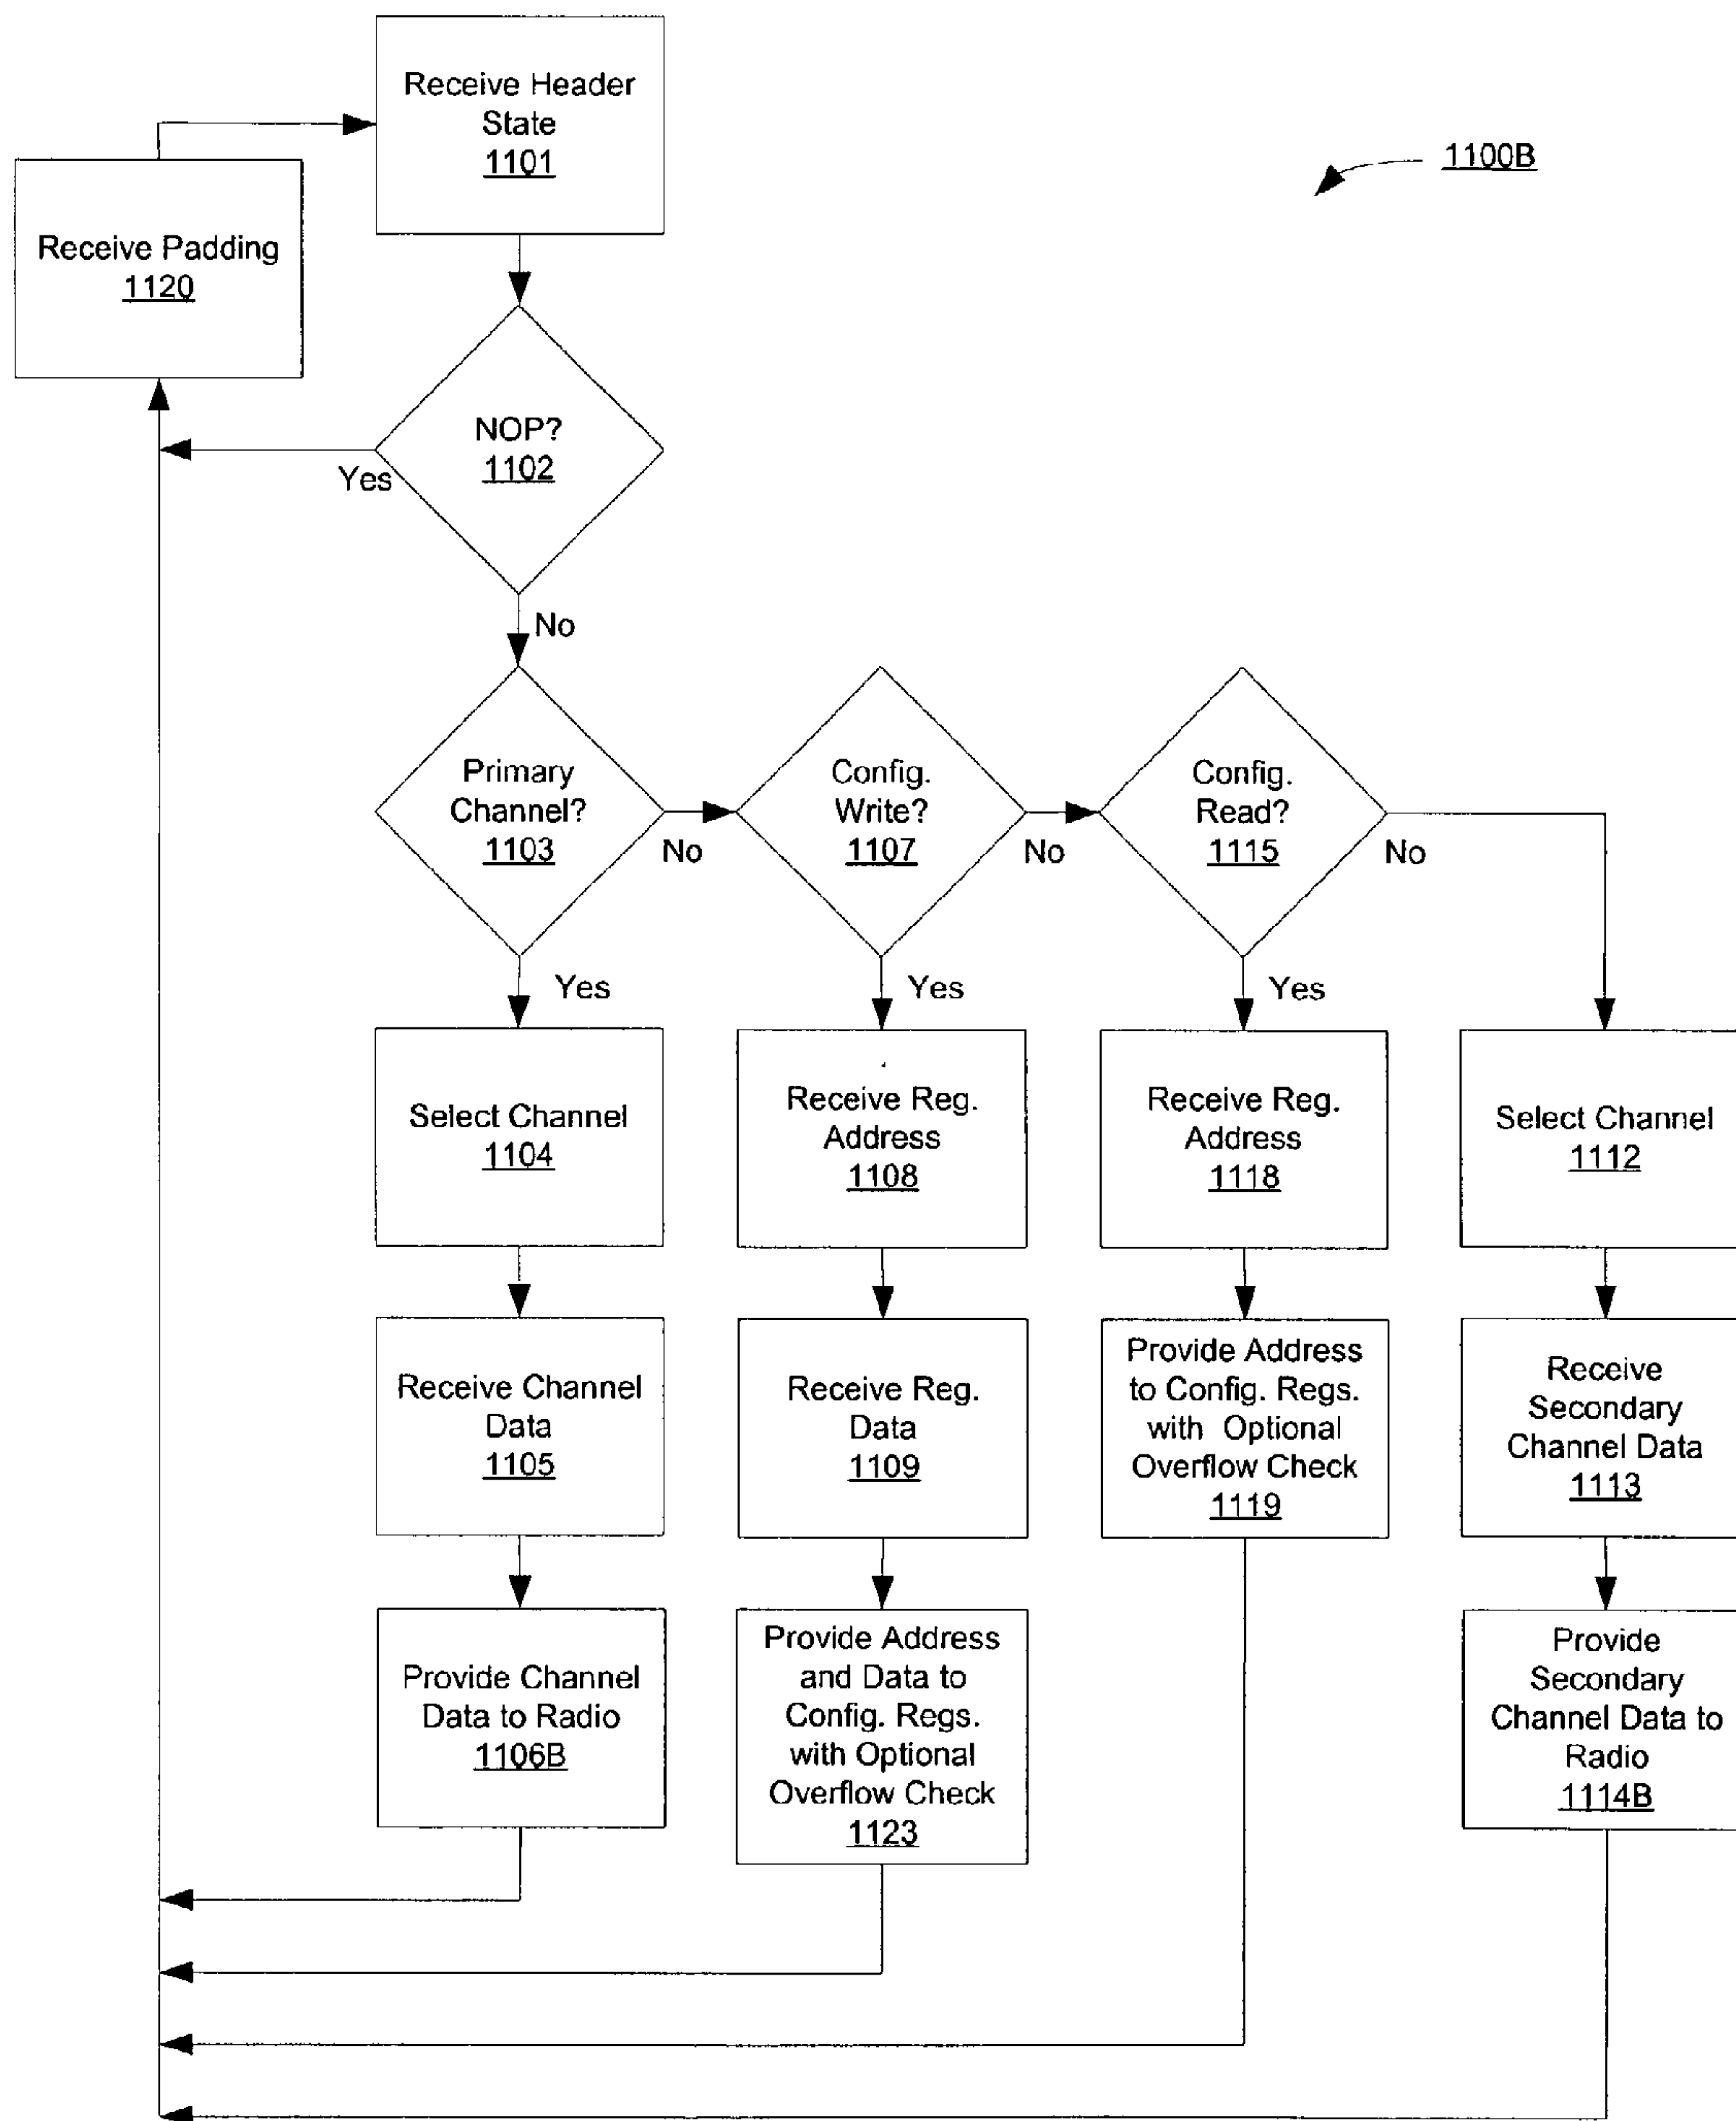 Receive Header
State
1101
1100B
Receive Padding
1120
NOP?
1102
Yes
No
Primary
Channel?
1103
No
Config.
Write?
1107
No
Config.
Read?
1115
No
Yes
Yes
Yes
Select Channel
1104
Receive Reg.
Address
1108
Receive Reg.
Address
1118
Select Channel
1112
Receive Channel
Data
1105
Receive Reg.
Data
1109
Provide Address
to Config. Regs.
with Optional
Overflow Check
1119
Receive
Secondary
Channel Data
1113
Provide Channel
Data to Radio
1106B
Provide Address
and Data to
Config. Regs.
with Optional
Overflow Check
1123
Provide
Secondary
Channel Data to
Radio
1114B